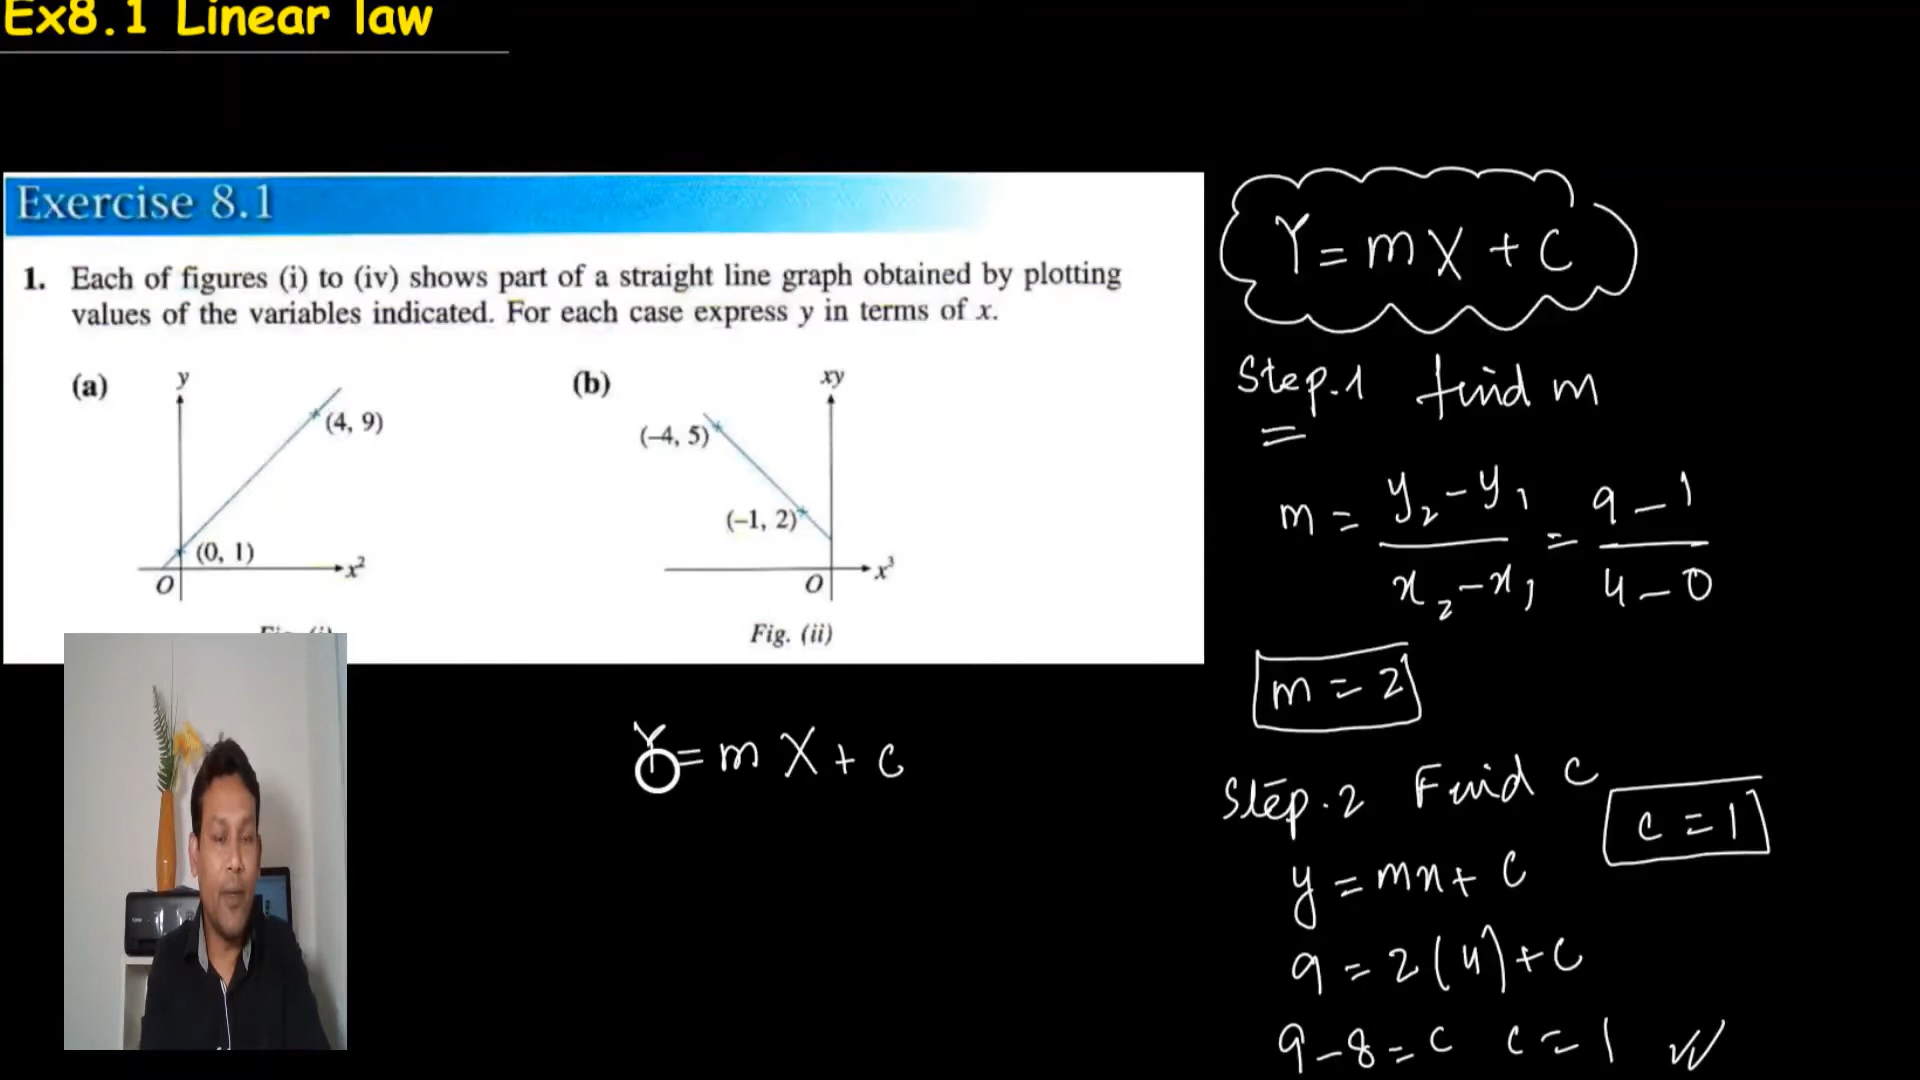 Ex8.1 Linear law
Exercise 8.1
1. Each of figures (i) to (iv) shows part of a straight line graph obtained by plotting
values of the variables indicated. For each case express y in terms of x.
(a)
y
(4, 9)
(0, 1)
O
x²
(b)
xy
(–4, 5)
(–1, 2)
O
x³
Fig. (ii)
Y = m X + c
Y = m X + C
Step.1 find m
m = y₂ - y₁ / x₂ - x₁ = 9 - 1 / 4 - 0
m = 2
Step.2 Find c
c = 1
y = mx + c
9 = 2(4) + c
9 - 8 = c c = 1